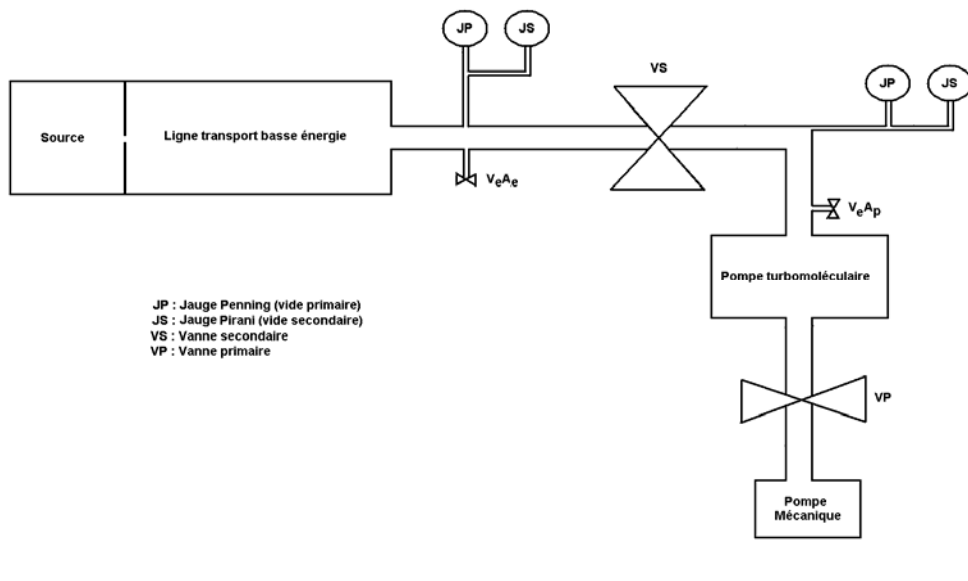 JP JS
VS
JP JS
Source
Ligne transport basse énergie
VeAe
VeAp
Pompe turbomoléculaire
JP : Jauge Penning (vide primaire)
JS : Jauge Pirani (vide secondaire)
VS : Vanne secondaire
VP : Vanne primaire
VP
Pompe
Mécanique